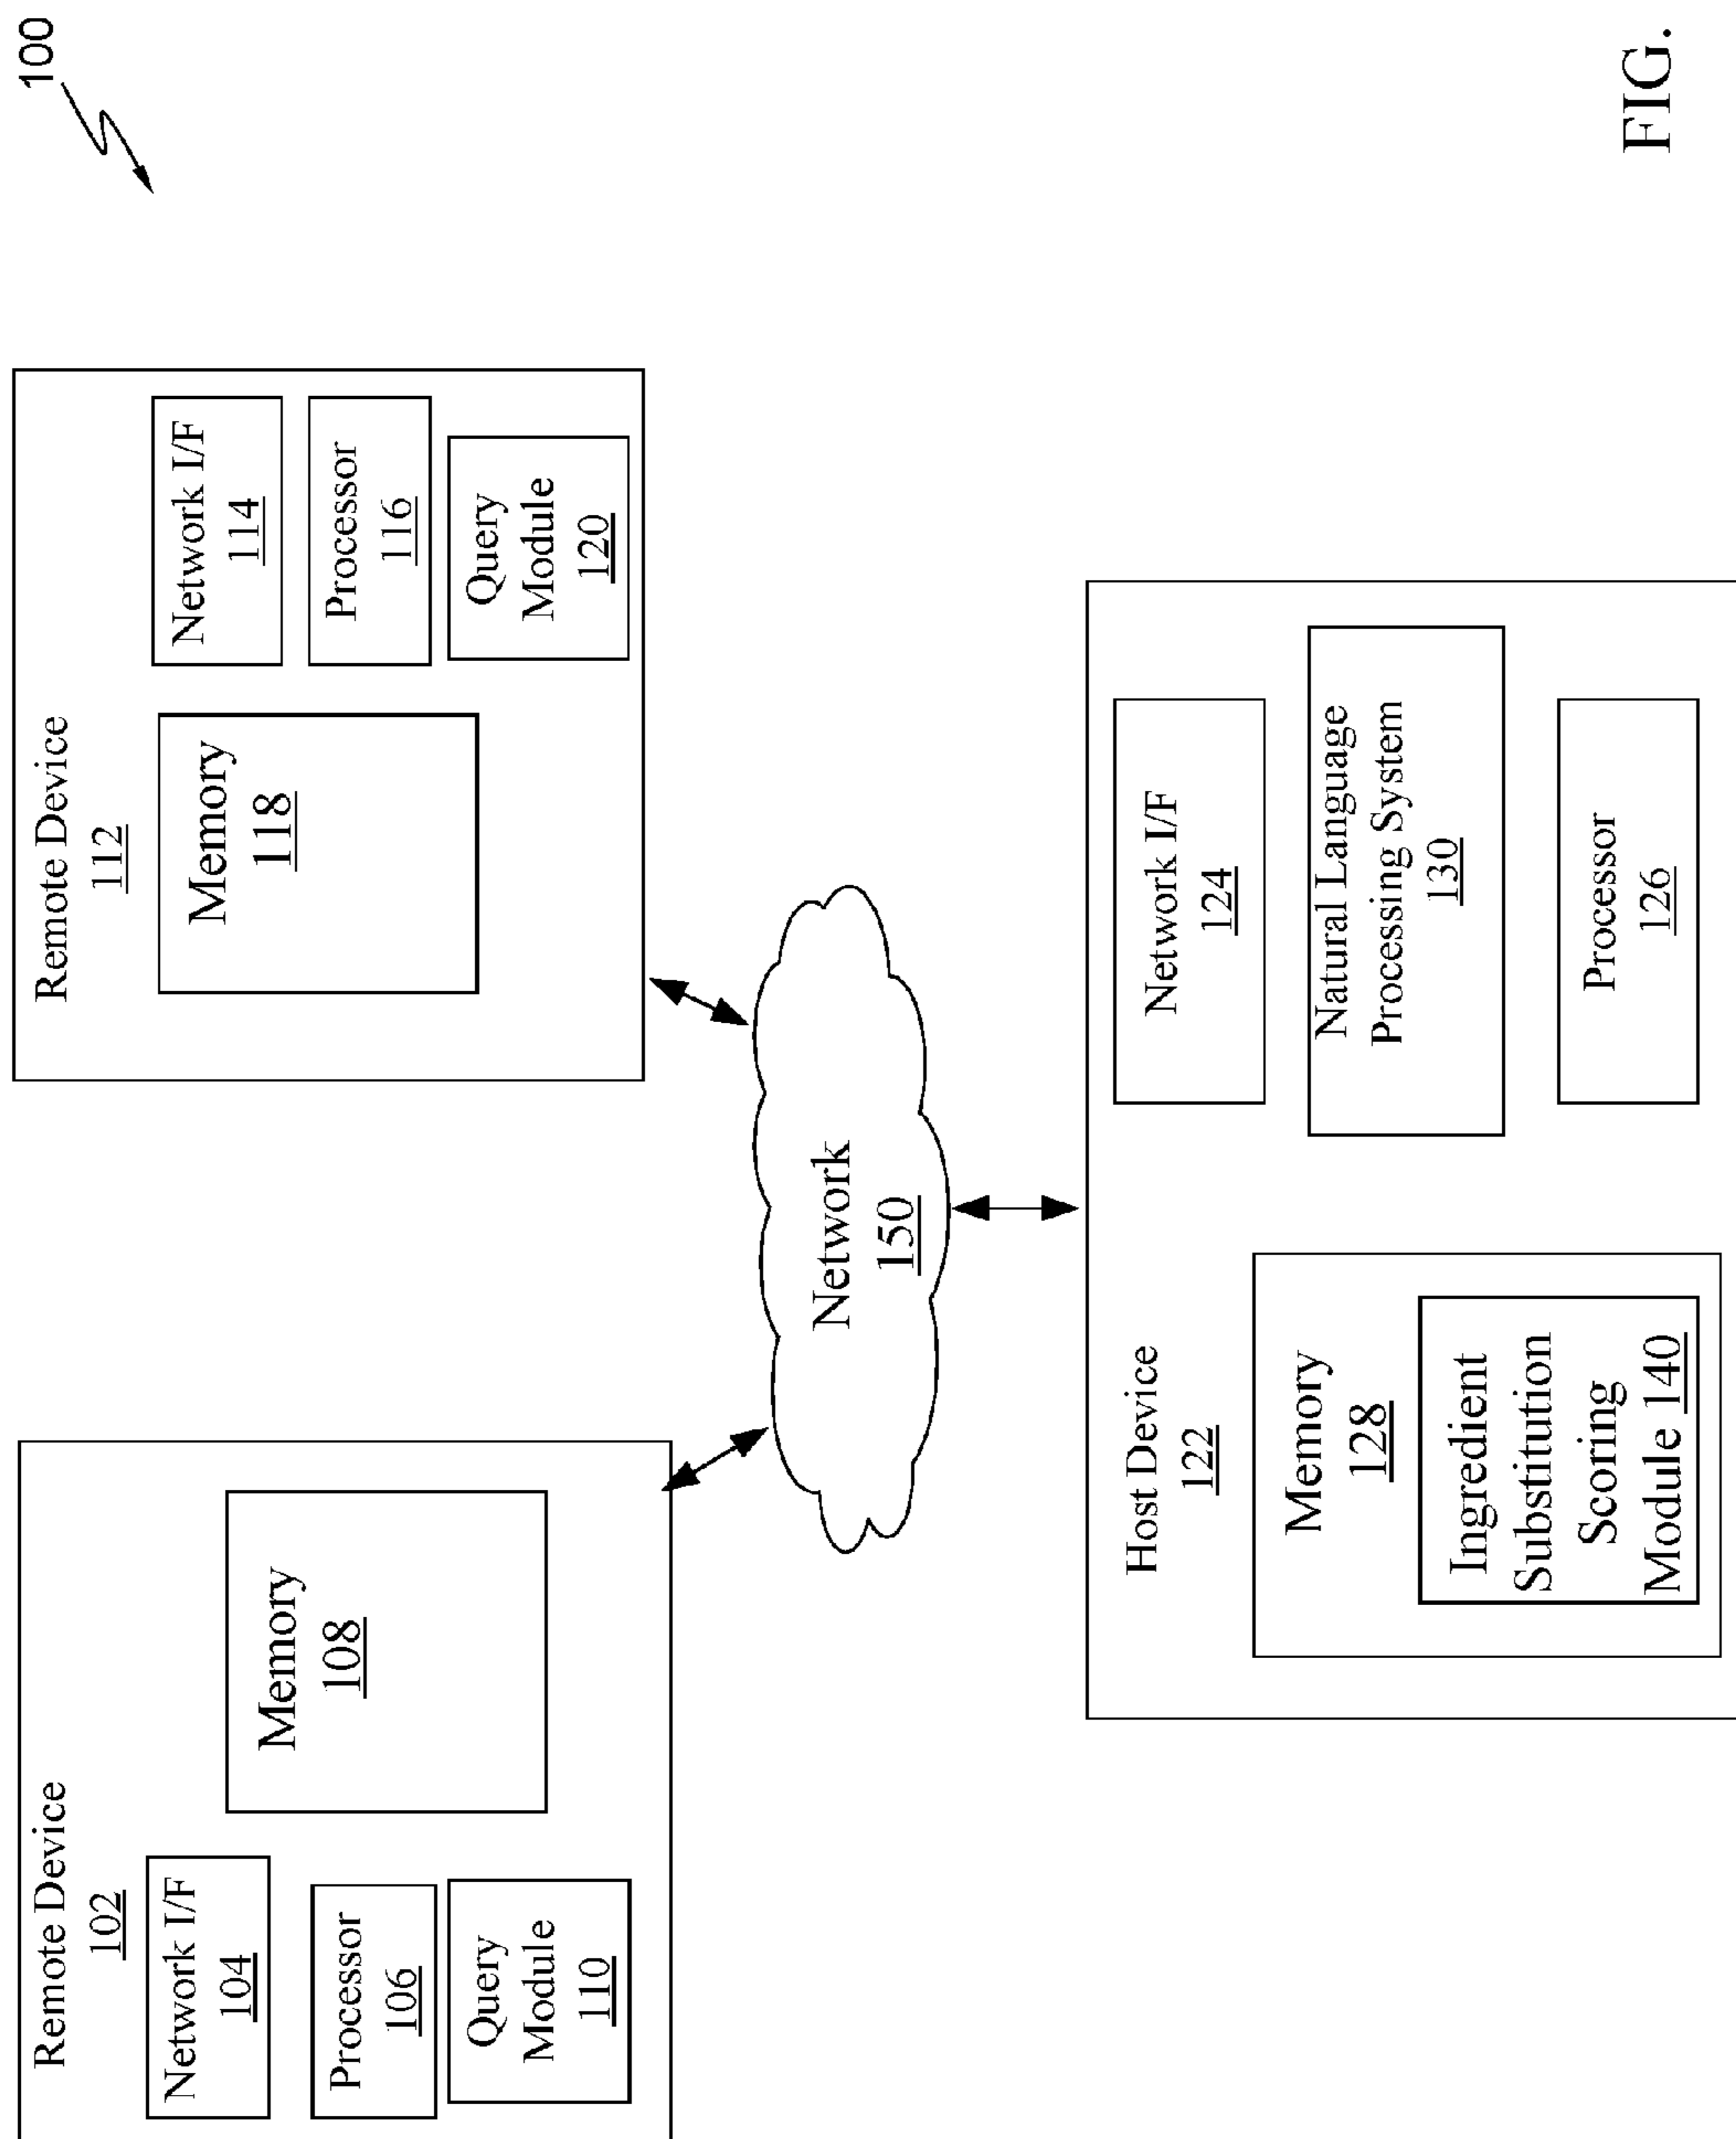 100
Remote Device
102
Network I/F
104
Processor
106
Query
Module
110
Memory
108
Remote Device
112
Memory
118
Network I/F
114
Processor
116
Query
Module
120
Network
150
Host Device
122
Memory
128
Ingredient
Substitution
Scoring
Module 140
Network I/F
124
Natural Language
Processing System
130
Processor
126
FIG.